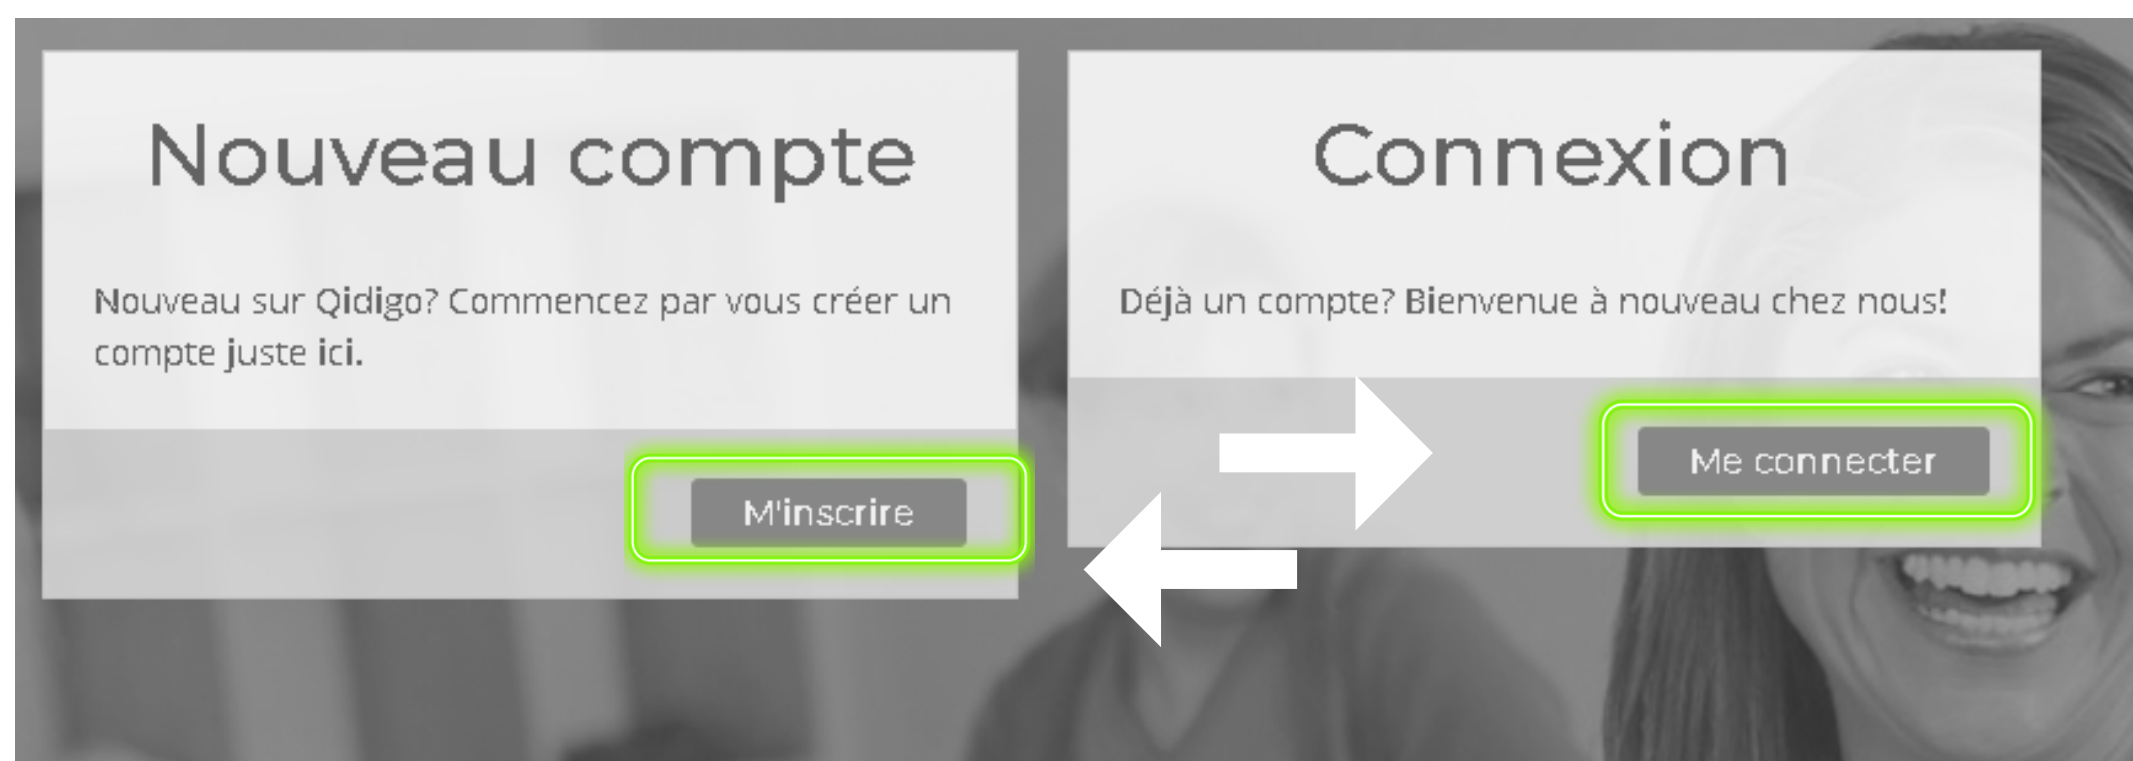 Nouveau compte
Nouveau sur Qidigo? Commencez par vous créer un
compte juste ici.
M'inscrire
Connexion
Déjà un compte? Bienvenue à nouveau chez nous!
Me connecter